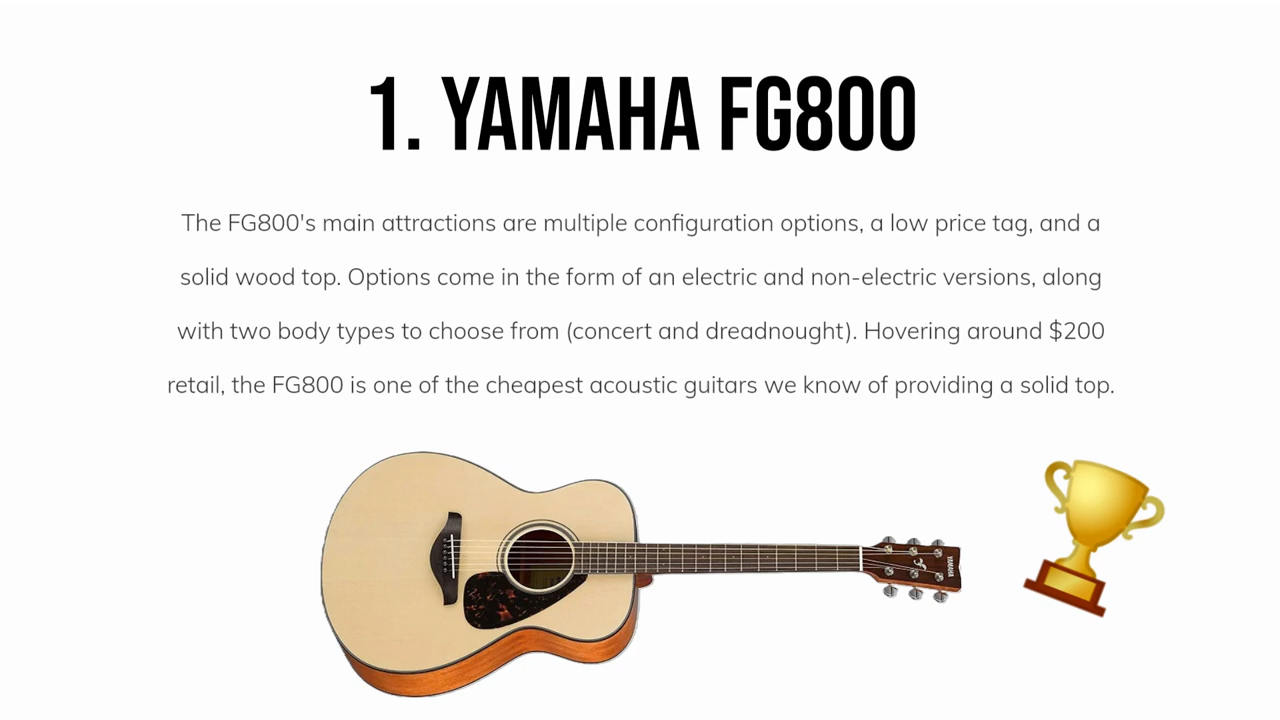 1. YAMAHA FG800
The FG800's main attractions are multiple configuration options, a low price tag, and a
solid wood top. Options come in the form of an electric and non-electric versions, along
with two body types to choose from (concert and dreadnought). Hovering around $200
retail, the FG800 is one of the cheapest acoustic guitars we know of providing a solid top.
YAMAHA